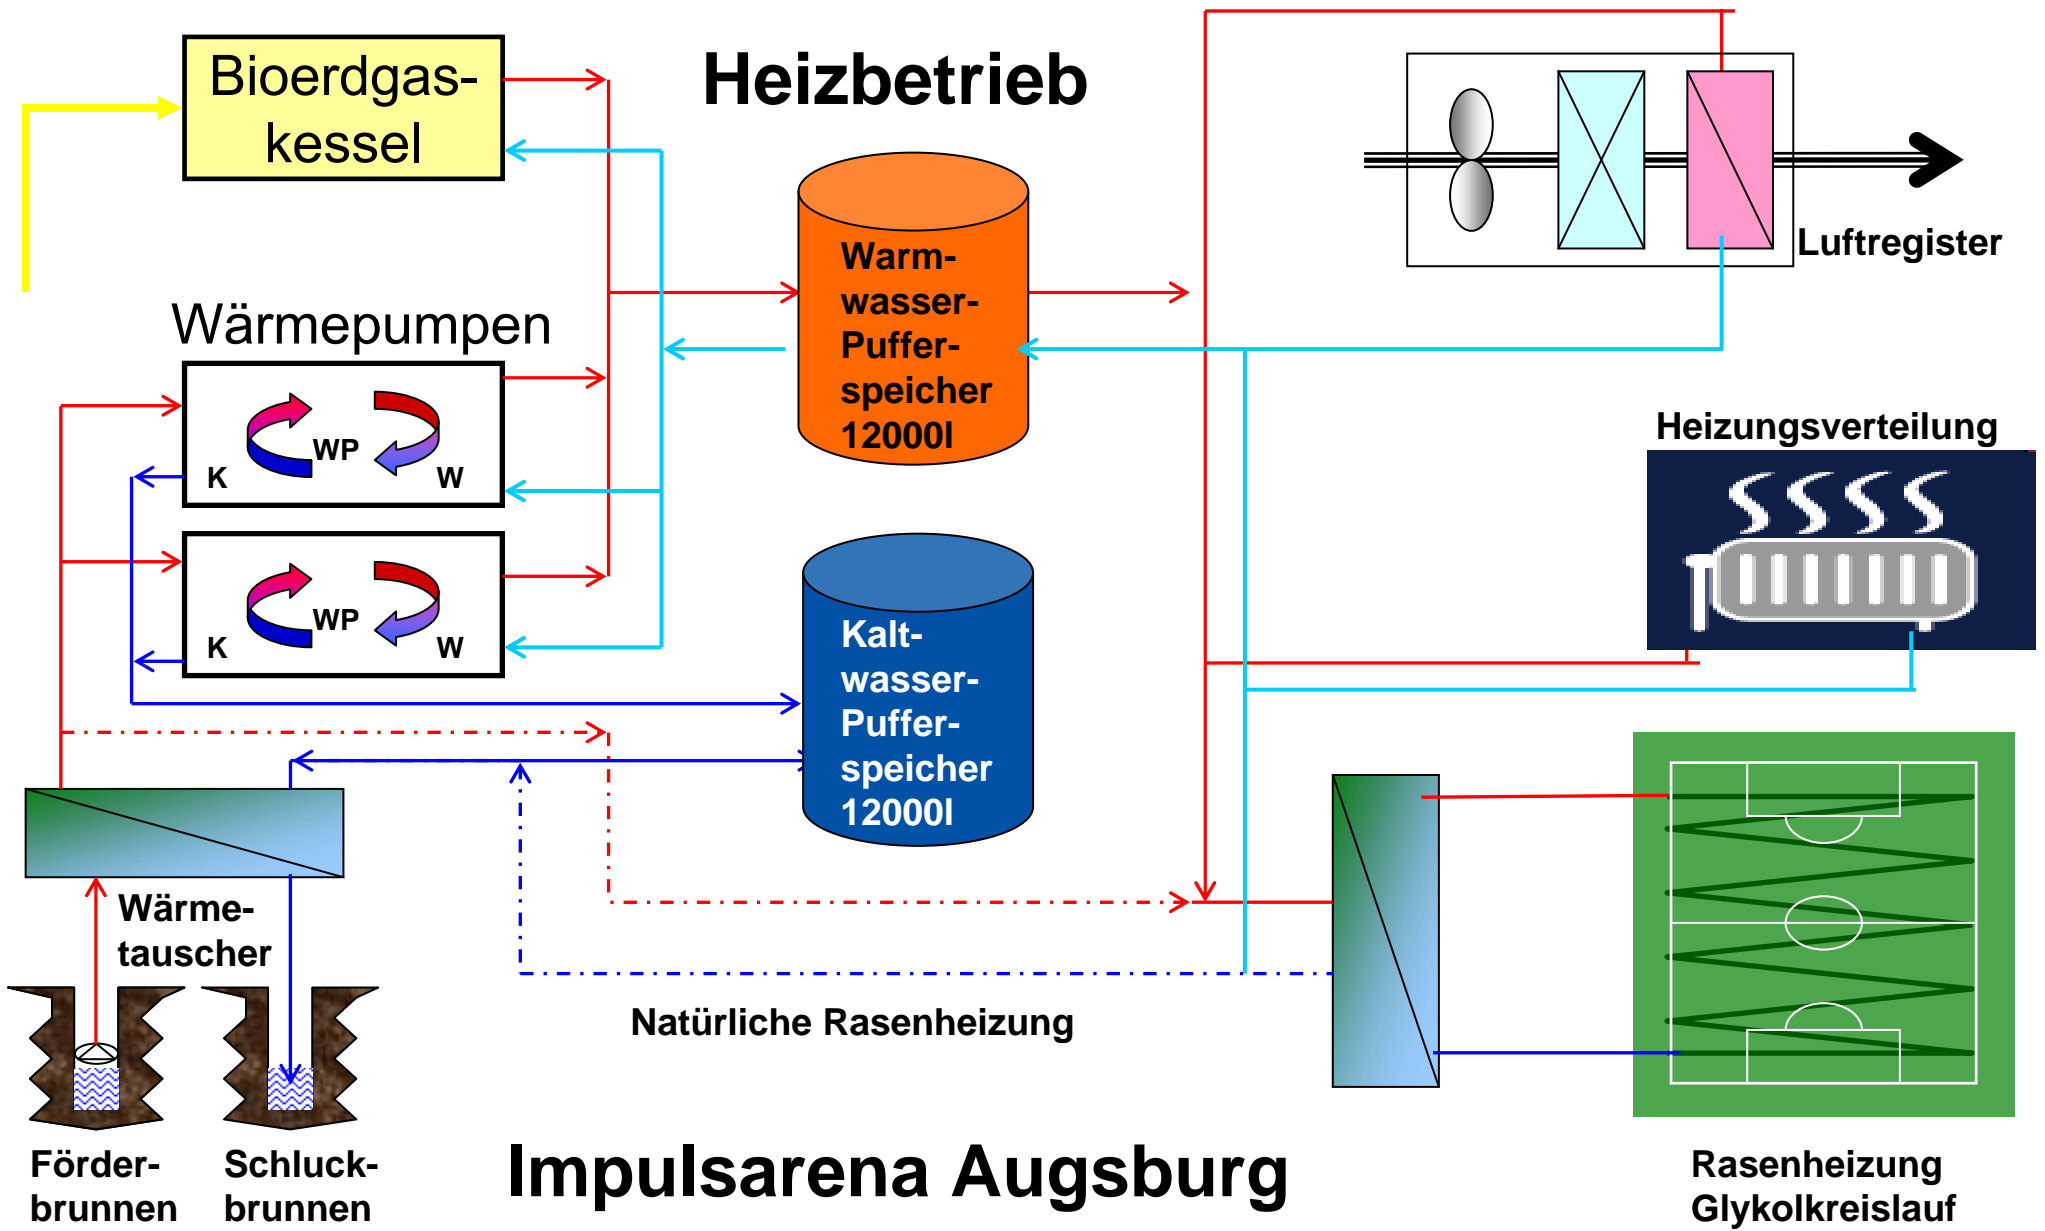 Bioerdgas-
kessel
Heizbetrieb
Luftregister
Warm-
wasser-
Puffer-
speicher
12000l
Wärmepumpen
WP
K
W
WP
K
W
Heizungsverteilung
Kalt-
wasser-
Puffer-
speicher
12000l
Wärme-
tauscher
Natürliche Rasenheizung
Förder-
brunnen
Schluck-
brunnen
Impulsarena Augsburg
Rasenheizung
Glykolkreislauf